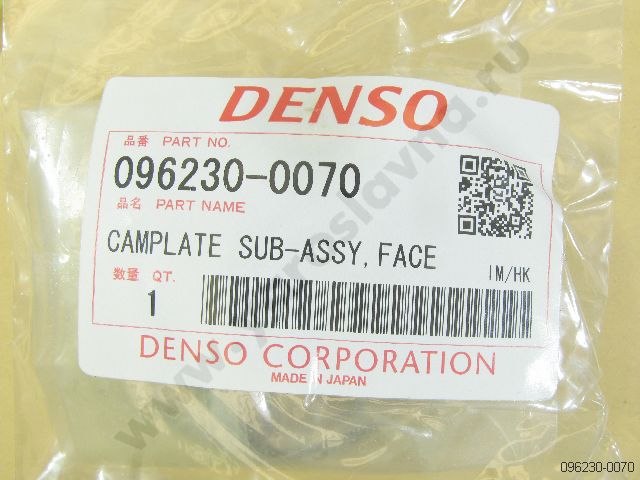 DENSO
品番 PART NO.
096230-0070
品名 PART NAME
CAMPLATE SUB-ASSY, FACE
1M/HK
数量 QT.
1
DENSO CORPORATION
MADE IN JAPAN
096230-0070